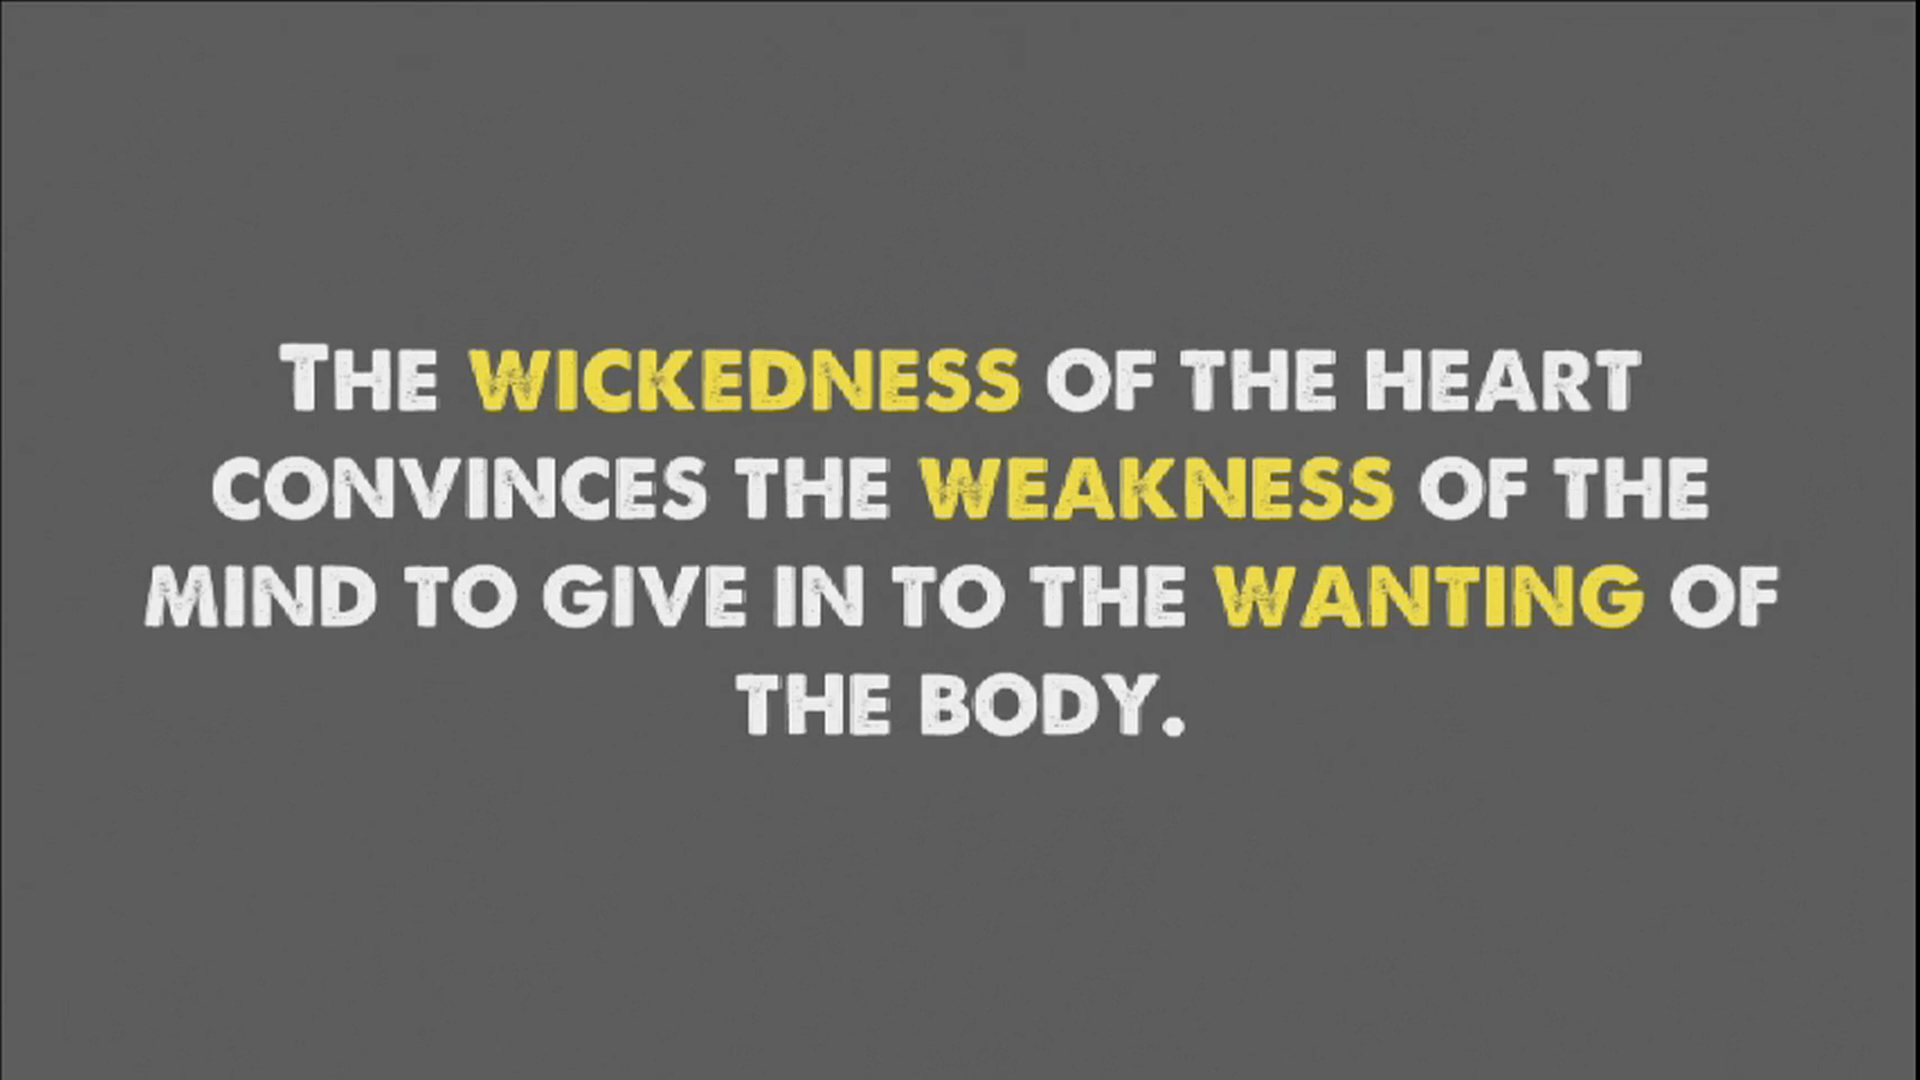 The wickedness of the heart
convinces the weakness of the
mind to give in to the wanting of
the body.